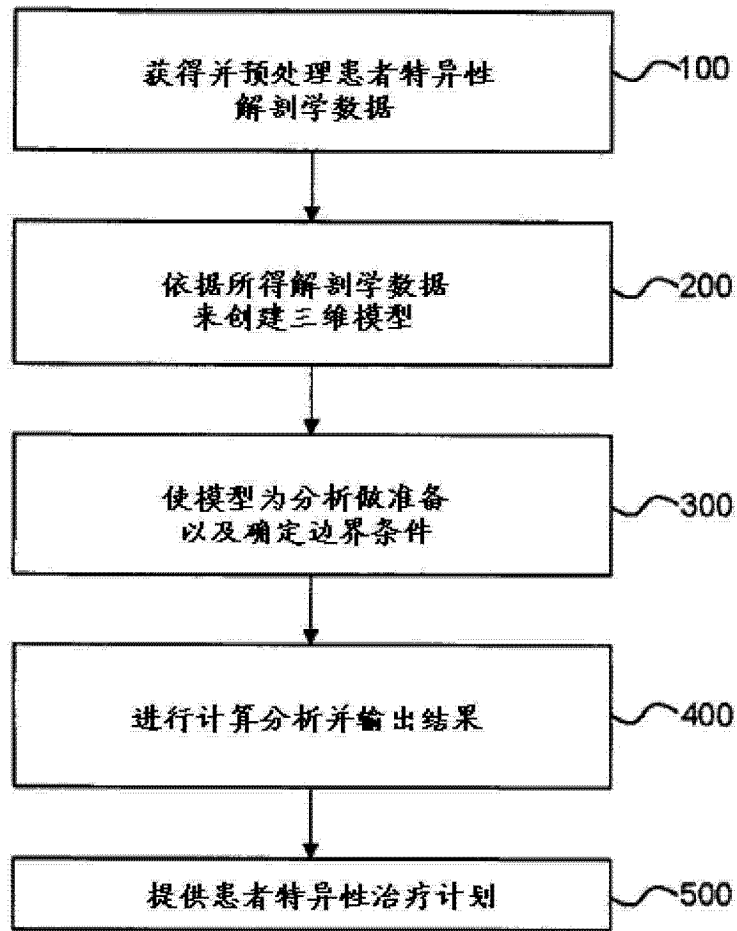 获得并预处理患者特异性
解剖学数据
100
依据所得解剖学数据
来创建三维模型
200
使模型为分析做准备
以及确定边界条件
300
进行计算分析并输出结果
400
提供患者特异性治疗计划
500